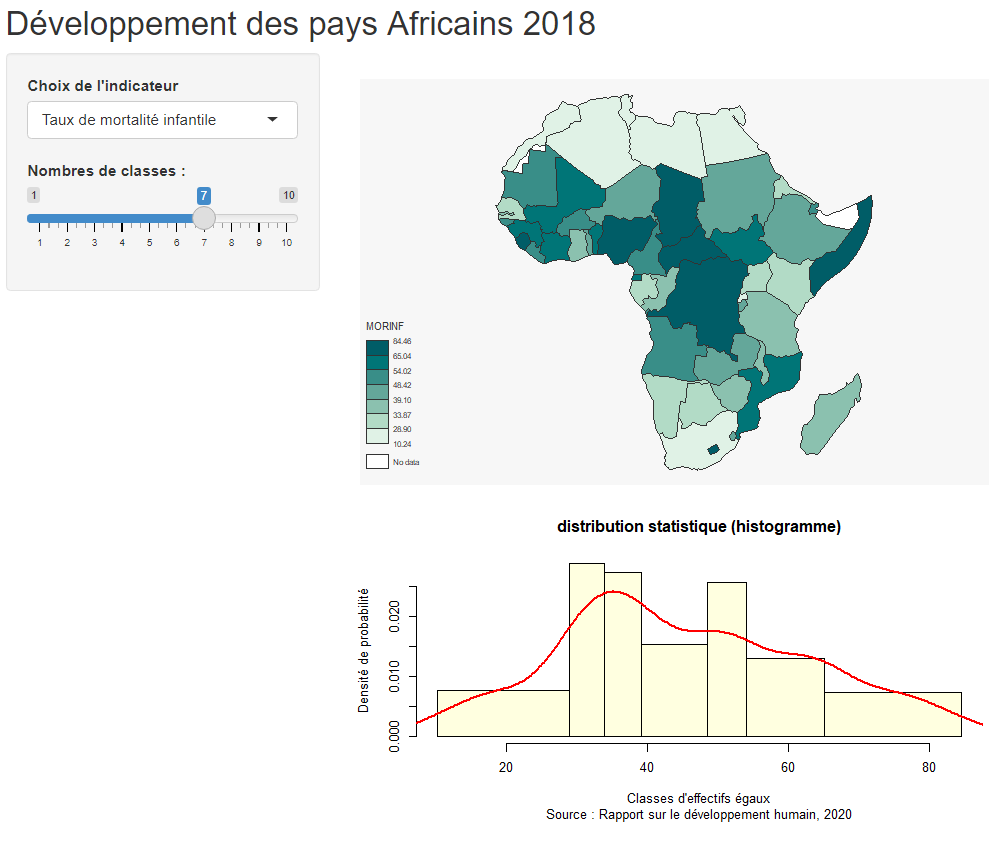 Développement des pays Africains 2018
Choix de l'indicateur
Taux de mortalité infantile
Nombres de classes :
1 7 10
1 2 3 4 5 6 7 8 9 10
MORINF
84.46
65.04
54.02
48.42
39.10
33.87
28.90
10.24
No data
distribution statistique (histogramme)
Densité de probabilité
0.020
0.010
0.000
20 40 60 80
Classes d'effectifs égaux
Source : Rapport sur le développement humain, 2020